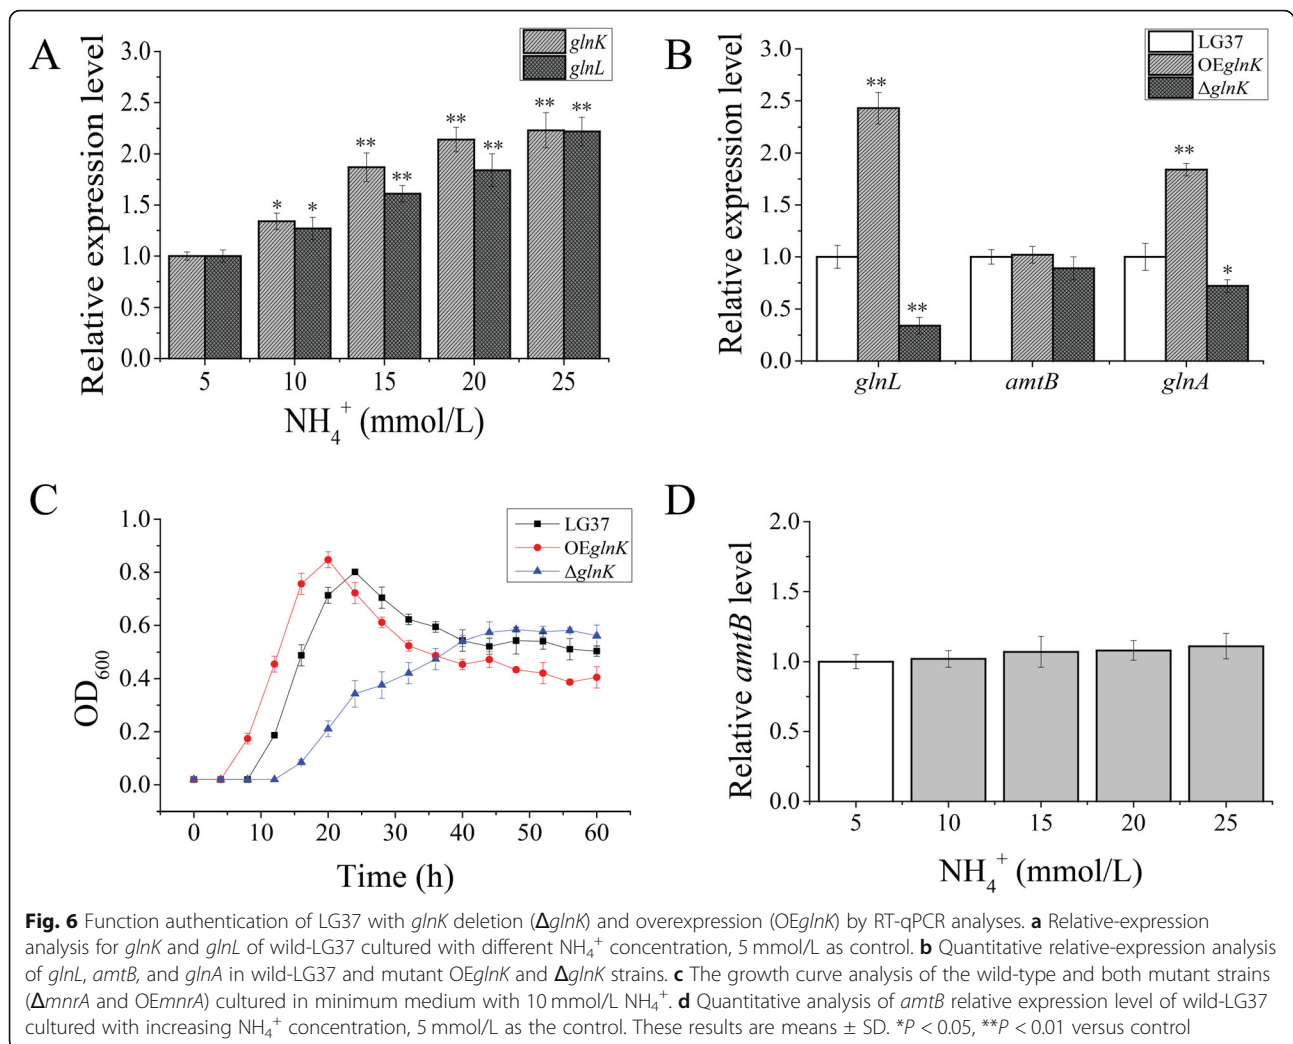 A
Relative expression level
3.0
2.5
2.0
1.5
1.0
0.5
0.0
glnK
glnL
* * ** ** ** ** ** **
5 10 15 20 25
NH₄⁺ (mmol/L)
B
Relative expression level
3.0
2.5
2.0
1.5
1.0
0.5
0.0
LG37
OEglnK
ΔglnK
** ** ** *
glnL amtB glnA
C
OD₆₀₀
1.0
0.8
0.6
0.4
0.2
0.0
LG37
OEglnK
ΔglnK
0 10 20 30 40 50 60
Time (h)
D
Relative amtB level
2.0
1.5
1.0
0.5
0.0
5 10 15 20 25
NH₄⁺ (mmol/L)
Fig. 6 Function authentication of LG37 with glnK deletion (ΔglnK) and overexpression (OEglnK) by RT-qPCR analyses. a Relative-expression
analysis for glnK and glnL of wild-LG37 cultured with different NH₄⁺ concentration, 5 mmol/L as control. b Quantitative relative-expression analysis
of glnL, amtB, and glnA in wild-LG37 and mutant OEglnK and ΔglnK strains. c The growth curve analysis of the wild-type and both mutant strains
(ΔmnrA and OEmnrA) cultured in minimum medium with 10 mmol/L NH₄⁺. d Quantitative analysis of amtB relative expression level of wild-LG37
cultured with increasing NH₄⁺ concentration, 5 mmol/L as the control. These results are means ± SD. *P < 0.05, **P < 0.01 versus control